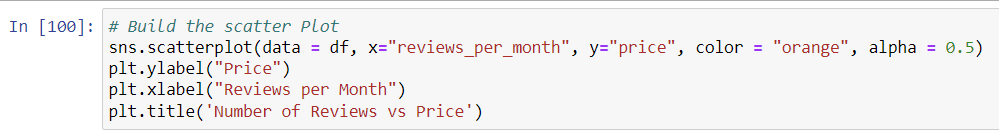 In [100]: # Build the scatter Plot
sns.scatterplot(data = df, x="reviews_per_month", y="price", color = "orange", alpha = 0.5)
plt.ylabel("Price")
plt.xlabel("Reviews per Month")
plt.title('Number of Reviews vs Price')